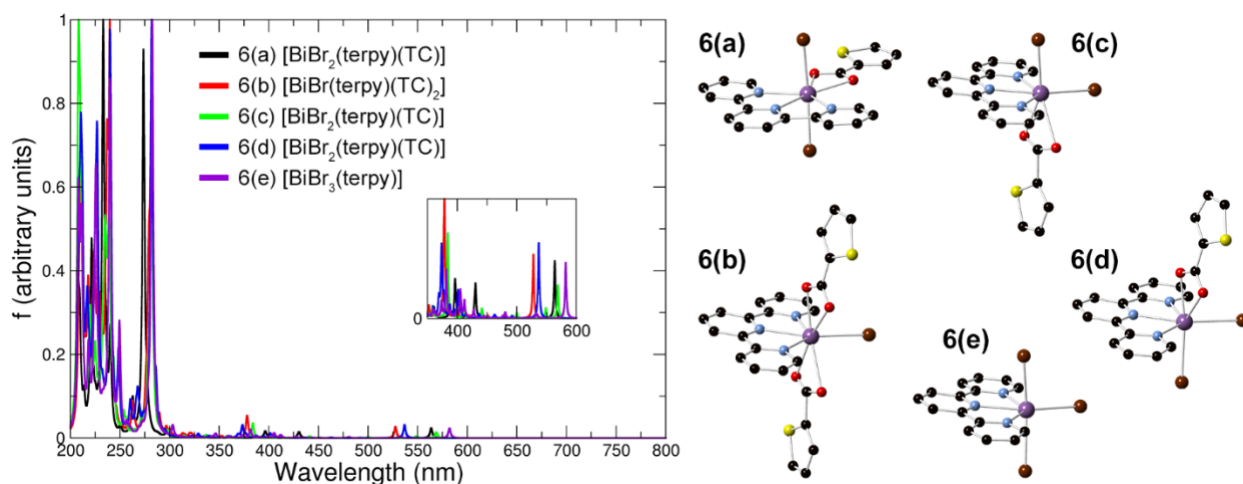 f (arbitrary units)
1
0.8
0.6
0.4
0.2
0
200 250 300 350 400 450 500 550 600 650 700 750 800
Wavelength (nm)
6(a) [BiBr₂(terpy)(TC)]
6(b) [BiBr(terpy)(TC)₂]
6(c) [BiBr₂(terpy)(TC)]
6(d) [BiBr₂(terpy)(TC)]
6(e) [BiBr₃(terpy)]
0
400 500 600
6(a) 6(c)
6(b) 6(d)
6(e)